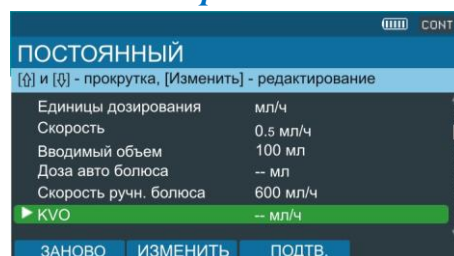 CONT
ПОСТОЯННЫЙ
[⇧] и [⇩] - прокрутка, [Изменить] - редактирование
Единицы дозирования мл/ч
Скорость 0.5 мл/ч
Вводимый объем 100 мл
Доза авто болюса -- мл
Скорость ручн. болюса 600 мл/ч
KVO -- мл/ч
ЗАНОВО ИЗМЕНИТЬ ПОДТВ.